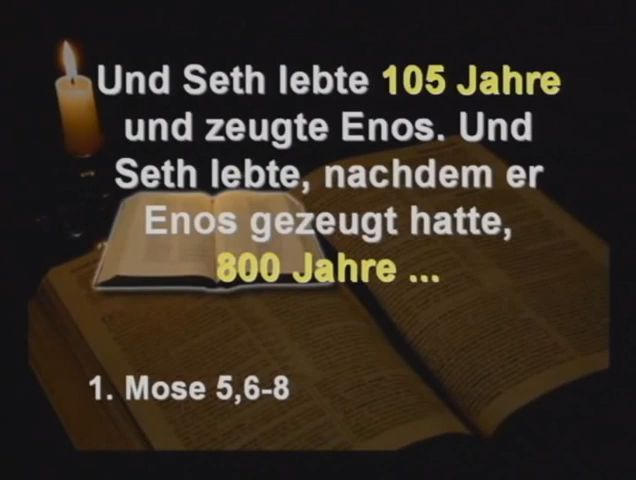 Und Seth lebte 105 Jahre
und zeugte Enos. Und
Seth lebte, nachdem er
Enos gezeugt hatte,
800 Jahre ...
1. Mose 5,6-8